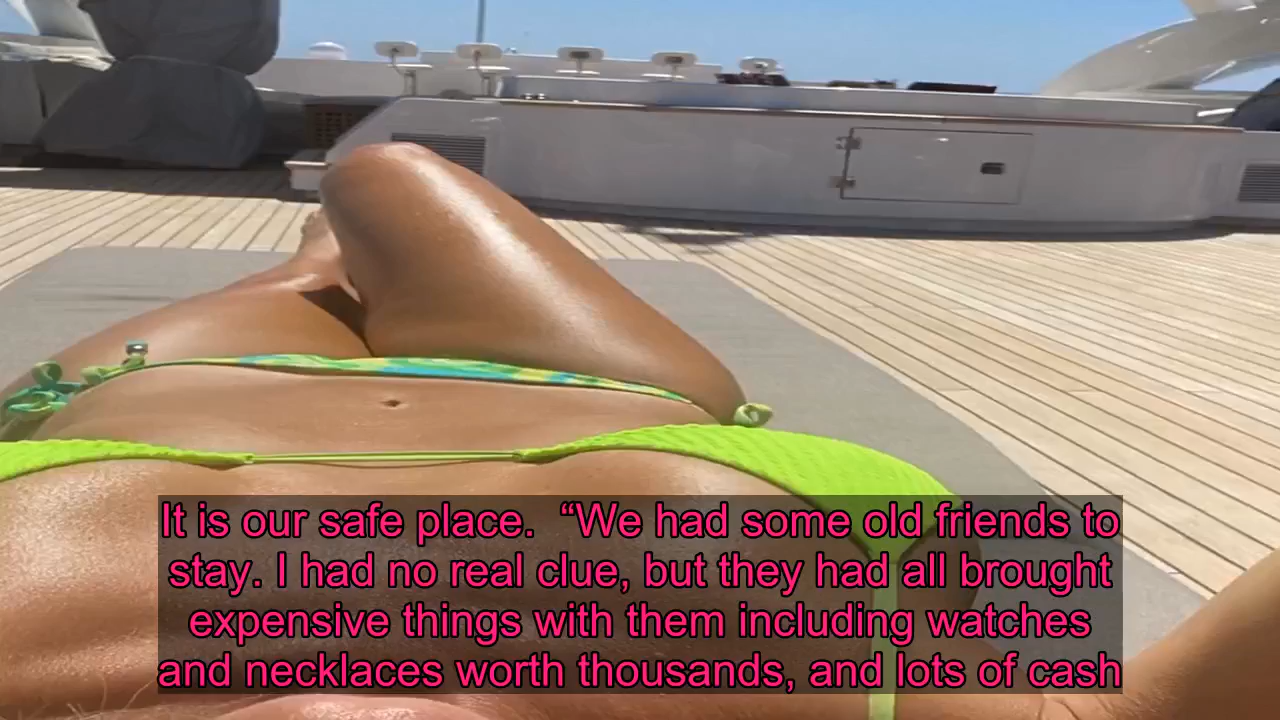 It is our safe place.  “We had some old friends to
stay. I had no real clue, but they had all brought
expensive things with them including watches
and necklaces worth thousands, and lots of cash